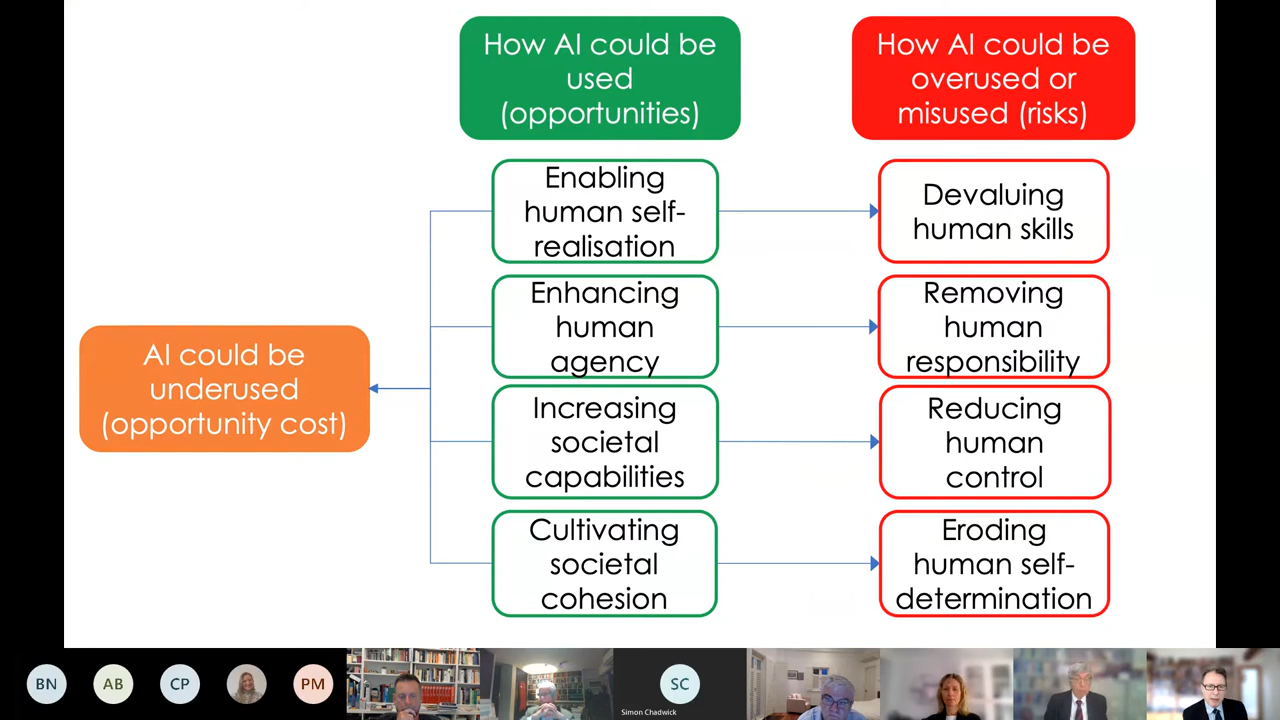 How AI could be
used
(opportunities)
How AI could be
overused or
misused (risks)
Enabling
human self-
realisation
Devaluing
human skills
Enhancing
human
agency
Removing
human
responsibility
AI could be
underused
(opportunity cost)
Increasing
societal
capabilities
Reducing
human
control
Cultivating
societal
cohesion
Eroding
human self-
determination
BN
AB
CP
PM
SC
Simon Chadwick